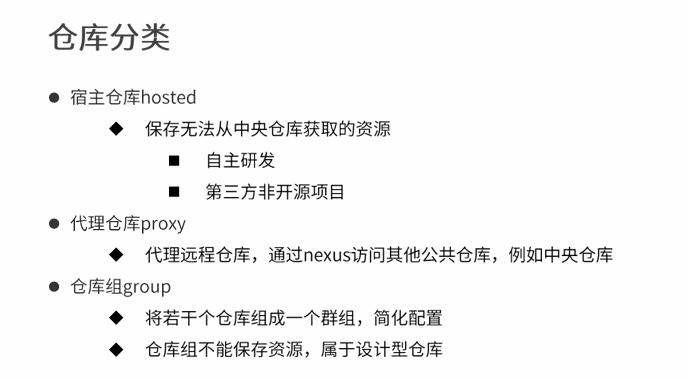 仓库分类
宿主仓库hosted
保存无法从中央仓库获取的资源
自主研发
第三方非开源项目
代理仓库proxy
代理远程仓库，通过nexus访问其他公共仓库，例如中央仓库
仓库组group
将若干个仓库组成一个群组，简化配置
仓库组不能保存资源，属于设计型仓库